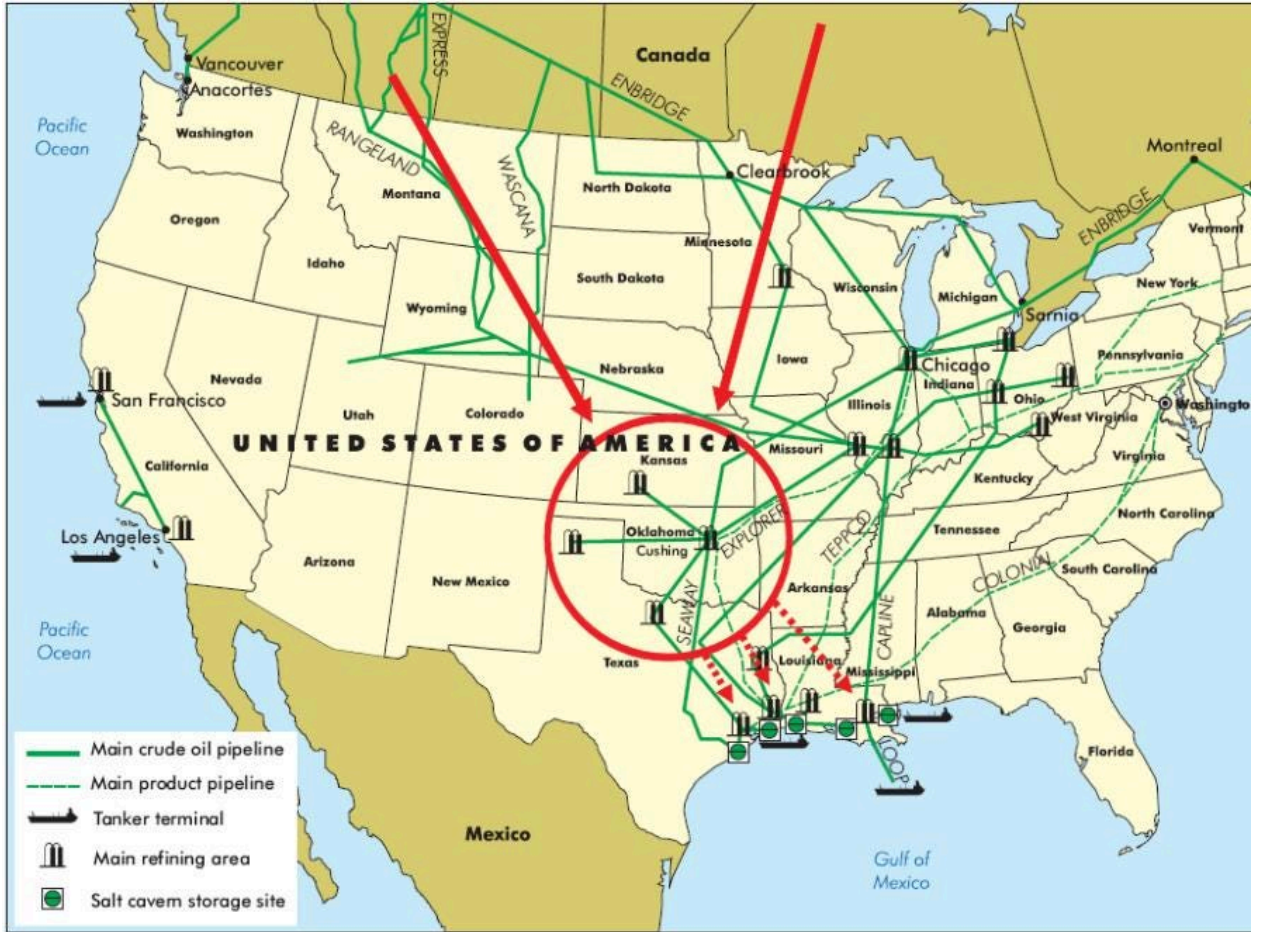 Canada
EXPRESS
Vancouver
Anacortes
ENBRIDGE
Pacific
Ocean
Washington
RANGELAND
WASCANA
Montreal
Clearbrook
North Dakota
Montana
ENBRIDGE
Oregon
Minnesota
Vermont
Idaho
South Dakota
Wisconsin
Michigan
New York
Wyoming
Sarnia
Iowa
Nebraska
Chicago
Pennsylvania
Nevada
Indiana
Ohio
San Francisco
Utah
Colorado
Illinois
West Virginia
Washingto
UNITED STATES OF AMERICA
Missouri
Kansas
Virginia
California
Kentucky
North Carolina
Los Angeles
Oklahoma
Cushing
EXPLORER
TEPPCO
Tennessee
Arizona
New Mexico
Arkansas
COLONIAL
South Carolina
Alabama
Georgia
SEAWAY
CAPLINE
Pacific
Ocean
Texas
Louisiana
Mississippi
Florida
LOOP
Main crude oil pipeline
Main product pipeline
Tanker terminal
Main refining area
Salt cavern storage site
Mexico
Gulf of
Mexico